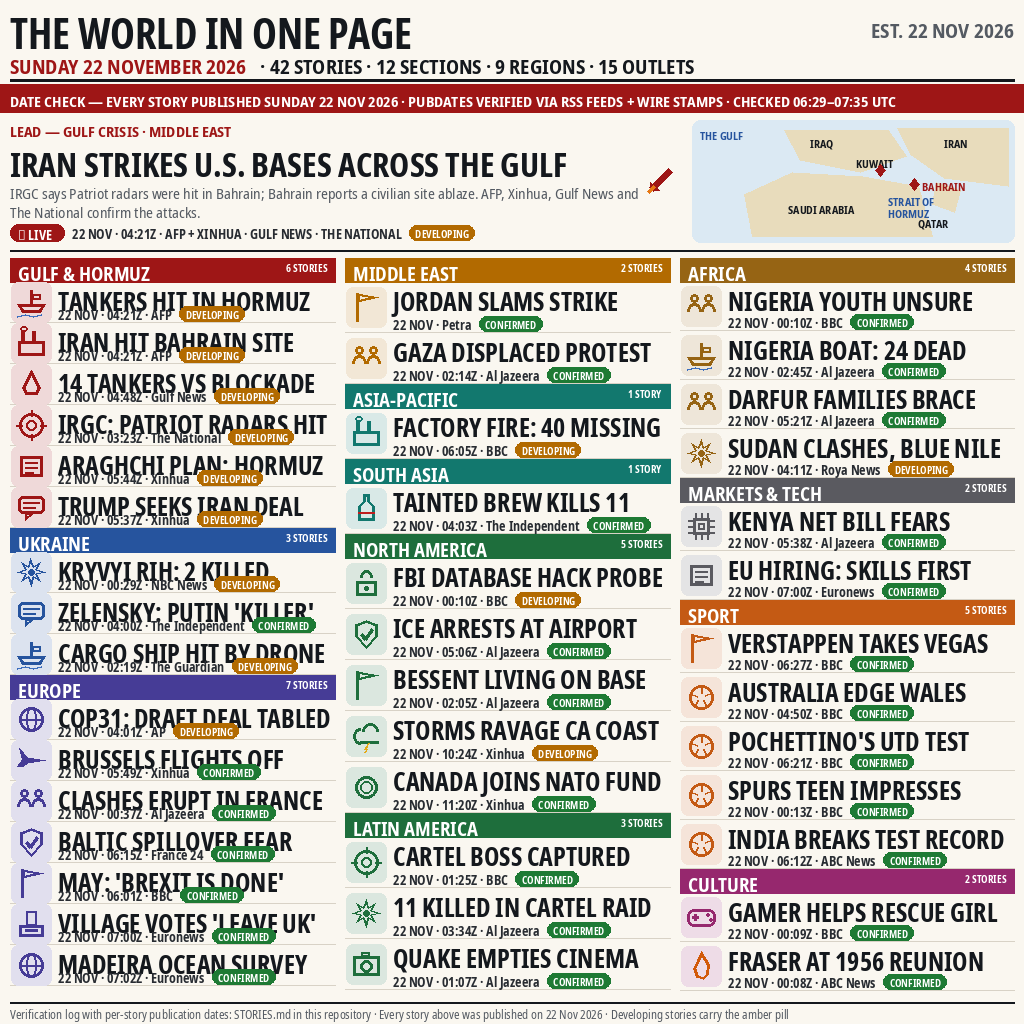 THE WORLD IN ONE PAGE
EST. 22 NOV 2026
SUNDAY 22 NOVEMBER 2026 · 42 STORIES · 12 SECTIONS · 9 REGIONS · 15 OUTLETS
DATE CHECK — EVERY STORY PUBLISHED SUNDAY 22 NOV 2026 · PUBDATES VERIFIED VIA RSS FEEDS + WIRE STAMPS · CHECKED 06:29–07:35 UTC
LEAD — GULF CRISIS · MIDDLE EAST
IRAN STRIKES U.S. BASES ACROSS THE GULF
IRGC says Patriot radars were hit in Bahrain; Bahrain reports a civilian site ablaze. AFP, Xinhua, Gulf News and
The National confirm the attacks.
LIVE 22 NOV · 04:21Z · AFP + XINHUA · GULF NEWS · THE NATIONAL DEVELOPING
THE GULF
IRAQ
IRAN
KUWAIT
BAHRAIN
SAUDI ARABIA
STRAIT OF
HORMUZ
QATAR
GULF & HORMUZ 6 STORIES
TANKERS HIT IN HORMUZ
22 NOV · 04:21Z · AFP DEVELOPING
IRAN HIT BAHRAIN SITE
22 NOV · 04:21Z · AFP DEVELOPING
14 TANKERS VS BLOCKADE
22 NOV · 04:48Z · Gulf News DEVELOPING
IRGC: PATRIOT RADARS HIT
22 NOV · 03:23Z · The National DEVELOPING
ARAGHCHI PLAN: HORMUZ
22 NOV · 05:44Z · Xinhua DEVELOPING
TRUMP SEEKS IRAN DEAL
22 NOV · 05:37Z · Xinhua DEVELOPING
UKRAINE 3 STORIES
KRYVYI RIH: 2 KILLED
22 NOV · 00:29Z · NBC News DEVELOPING
ZELENSKY: PUTIN 'KILLER'
22 NOV · 04:00Z · The Independent CONFIRMED
CARGO SHIP HIT BY DRONE
22 NOV · 02:19Z · The Guardian DEVELOPING
EUROPE 7 STORIES
COP31: DRAFT DEAL TABLED
22 NOV · 04:01Z · AP DEVELOPING
BRUSSELS FLIGHTS OFF
22 NOV · 05:49Z · Xinhua CONFIRMED
CLASHES ERUPT IN FRANCE
22 NOV · 00:37Z · Al Jazeera CONFIRMED
BALTIC SPILLOVER FEAR
22 NOV · 06:15Z · France 24 CONFIRMED
MAY: 'BREXIT IS DONE'
22 NOV · 06:01Z · BBC CONFIRMED
VILLAGE VOTES 'LEAVE UK'
22 NOV · 07:00Z · Euronews CONFIRMED
MADEIRA OCEAN SURVEY
22 NOV · 07:02Z · Euronews CONFIRMED
MIDDLE EAST 2 STORIES
JORDAN SLAMS STRIKE
22 NOV · Petra CONFIRMED
GAZA DISPLACED PROTEST
22 NOV · 02:14Z · Al Jazeera CONFIRMED
ASIA-PACIFIC 1 STORY
FACTORY FIRE: 40 MISSING
22 NOV · 06:05Z · BBC DEVELOPING
SOUTH ASIA 1 STORY
TAINTED BREW KILLS 11
22 NOV · 04:03Z · The Independent CONFIRMED
NORTH AMERICA 5 STORIES
FBI DATABASE HACK PROBE
22 NOV · 00:10Z · BBC DEVELOPING
ICE ARRESTS AT AIRPORT
22 NOV · 05:06Z · Al Jazeera CONFIRMED
BESSENT LIVING ON BASE
22 NOV · 02:05Z · Al Jazeera CONFIRMED
STORMS RAVAGE CA COAST
22 NOV · 10:24Z · Xinhua DEVELOPING
CANADA JOINS NATO FUND
22 NOV · 11:20Z · Xinhua CONFIRMED
LATIN AMERICA 3 STORIES
CARTEL BOSS CAPTURED
22 NOV · 01:25Z · BBC CONFIRMED
11 KILLED IN CARTEL RAID
22 NOV · 03:34Z · Al Jazeera CONFIRMED
QUAKE EMPTIES CINEMA
22 NOV · 01:07Z · Al Jazeera CONFIRMED
AFRICA 4 STORIES
NIGERIA YOUTH UNSURE
22 NOV · 00:10Z · BBC CONFIRMED
NIGERIA BOAT: 24 DEAD
22 NOV · 02:45Z · Al Jazeera CONFIRMED
DARFUR FAMILIES BRACE
22 NOV · 05:21Z · Al Jazeera CONFIRMED
SUDAN CLASHES, BLUE NILE
22 NOV · 04:11Z · Roya News DEVELOPING
MARKETS & TECH 2 STORIES
KENYA NET BILL FEARS
22 NOV · 05:38Z · Al Jazeera CONFIRMED
EU HIRING: SKILLS FIRST
22 NOV · 07:00Z · Euronews CONFIRMED
SPORT 5 STORIES
VERSTAPPEN TAKES VEGAS
22 NOV · 06:27Z · BBC CONFIRMED
AUSTRALIA EDGE WALES
22 NOV · 04:50Z · BBC CONFIRMED
POCHETTINO'S UTD TEST
22 NOV · 06:21Z · BBC CONFIRMED
SPURS TEEN IMPRESSES
22 NOV · 00:13Z · BBC CONFIRMED
INDIA BREAKS TEST RECORD
22 NOV · 06:12Z · ABC News CONFIRMED
CULTURE 2 STORIES
GAMER HELPS RESCUE GIRL
22 NOV · 00:09Z · BBC CONFIRMED
FRASER AT 1956 REUNION
22 NOV · 00:08Z · ABC News CONFIRMED
Verification log with per-story publication dates: STORIES.md in this repository · Every story above was published on 22 Nov 2026 · Developing stories carry the amber pill